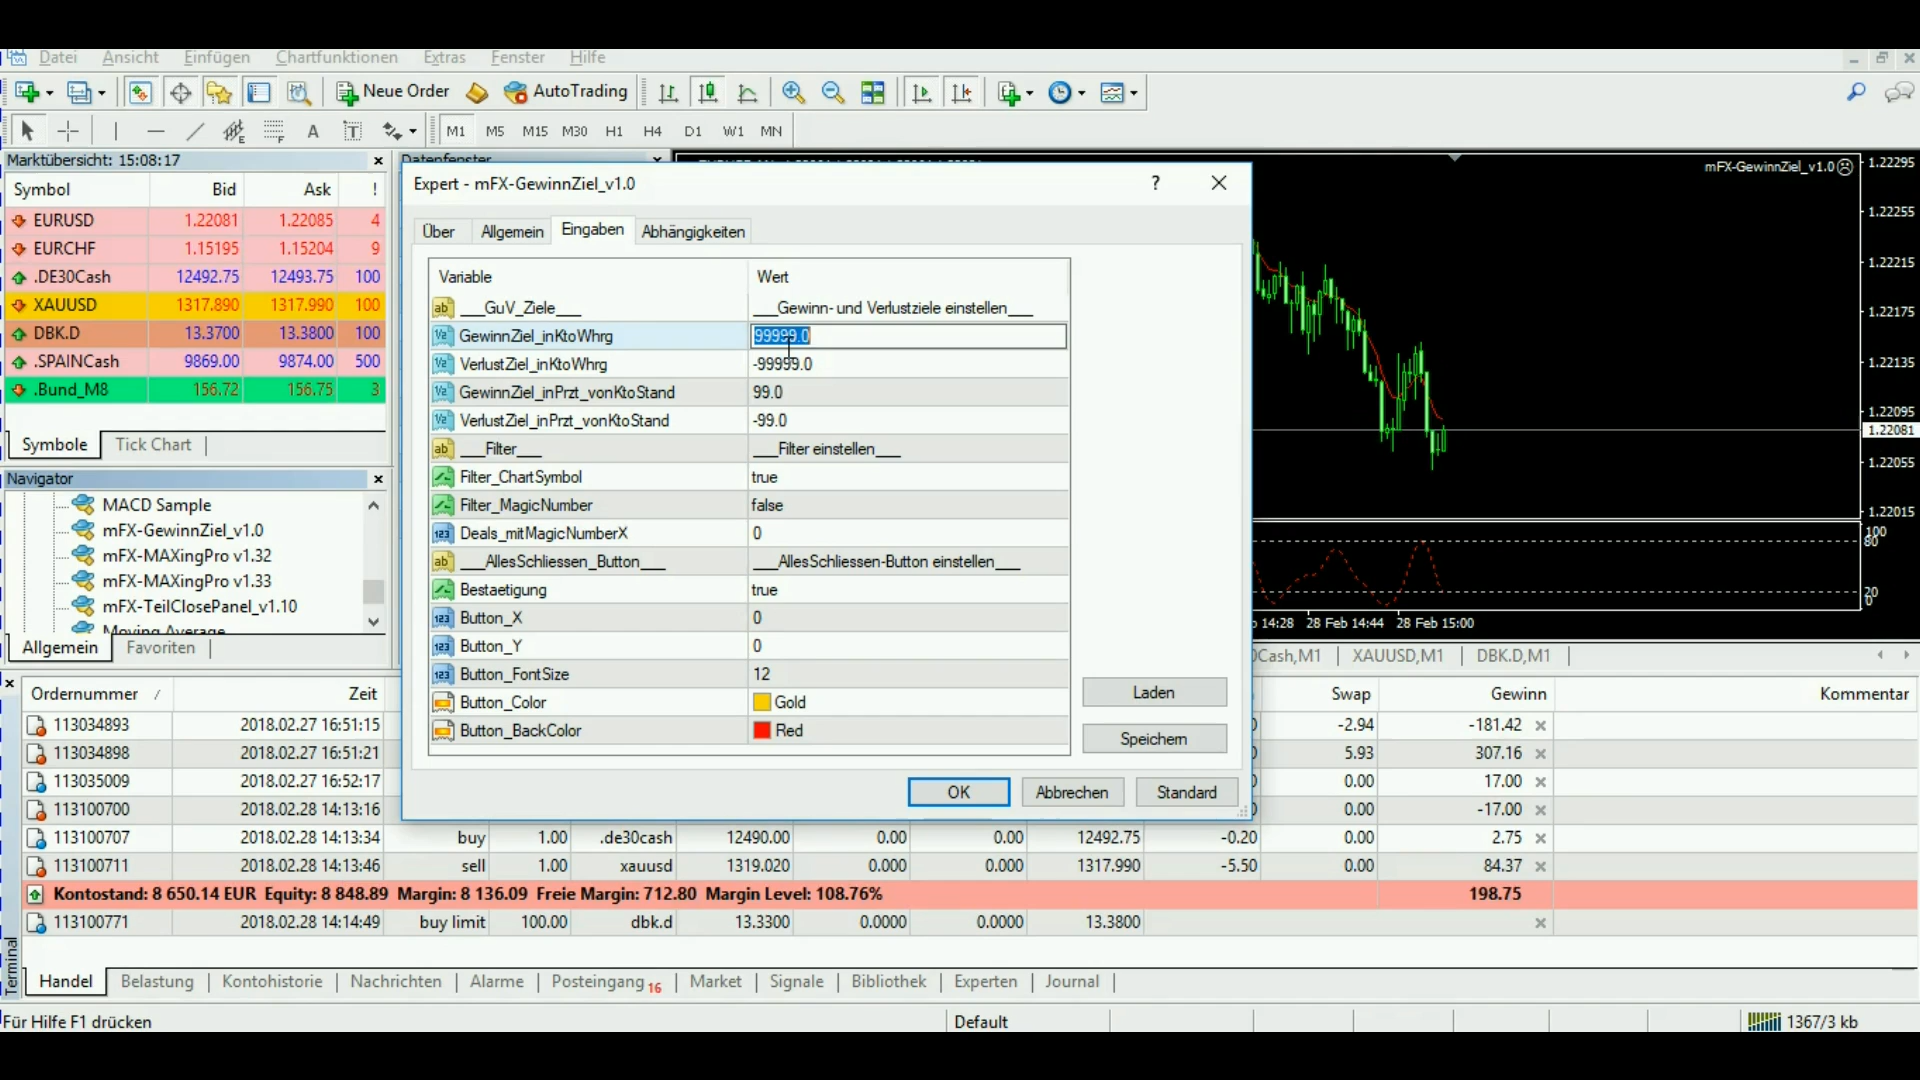 Datei Ansicht Einfügen Chartfunktionen Extras Fenster Hilfe
Neue Order AutoTrading
A T M1 M5 M15 M30 H1 H4 D1 W1 MN
Marktübersicht: 15:08:17
Symbol Bid Ask !
EURUSD 1.22081 1.22085 4
EURCHF 1.15195 1.15204 9
.DE30Cash 12492.75 12493.75 100
XAUUSD 1317.890 1317.990 100
DBK.D 13.3700 13.3800 100
.SPAINCash 9869.00 9874.00 500
.Bund_M8 156.72 156.75 3
Symbole Tick Chart
Navigator
MACD Sample
mFX-GewinnZiel_v1.0
mFX-MAXingPro v1.32
mFX-MAXingPro v1.33
mFX-TeilClosePanel_v1.10
Moving Average
Allgemein Favoriten
Datenfenster
Expert - mFX-GewinnZiel_v1.0 ?
Über Allgemein Eingaben Abhängigkeiten
Variable Wert
ab ___GuV_Ziele___ ___Gewinn- und Verlustziele einstellen___
GewinnZiel_inKtoWhrg 99999.0
VerlustZiel_inKtoWhrg -99999.0
GewinnZiel_inPrzt_vonKtoStand 99.0
VerlustZiel_inPrzt_vonKtoStand -99.0
ab ___Filter___ ___Filter einstellen___
Filter_ChartSymbol true
Filter_MagicNumber false
123 Deals_mitMagicNumberX 0
ab ___AllesSchliessen_Button___ ___AllesSchliessen-Button einstellen___
Bestaetigung true
123 Button_X 0
123 Button_Y 0
123 Button_FontSize 12
Button_Color Gold
Button_BackColor Red
Laden
Speichern
OK Abbrechen Standard
mFX-GewinnZiel_v1.0
1.22295
1.22255
1.22215
1.22175
1.22135
1.22095
1.22081
1.22055
1.22015
100
80
20
0
14:28 28 Feb 14:44 28 Feb 15:00
Cash,M1 XAUUSD,M1 DBK.D,M1
Ordernummer / Zeit Swap Gewinn Kommentar
113034893 2018.02.27 16:51:15 -2.94 -181.42
113034898 2018.02.27 16:51:21 5.93 307.16
113035009 2018.02.27 16:52:17 0.00 17.00
113100700 2018.02.28 14:13:16 0.00 -17.00
113100707 2018.02.28 14:13:34 buy 1.00 .de30cash 12490.00 0.00 0.00 12492.75 -0.20 0.00 2.75
113100711 2018.02.28 14:13:46 sell 1.00 xauusd 1319.020 0.000 0.000 1317.990 -5.50 0.00 84.37
Kontostand: 8 650.14 EUR Equity: 8 848.89 Margin: 8 136.09 Freie Margin: 712.80 Margin Level: 108.76% 198.75
113100771 2018.02.28 14:14:49 buy limit 100.00 dbk.d 13.3300 0.0000 0.0000 13.3800
Terminal
Handel Belastung Kontohistorie Nachrichten Alarme Posteingang 16 Market Signale Bibliothek Experten Journal
Für Hilfe F1 drücken Default 1367/3 kb